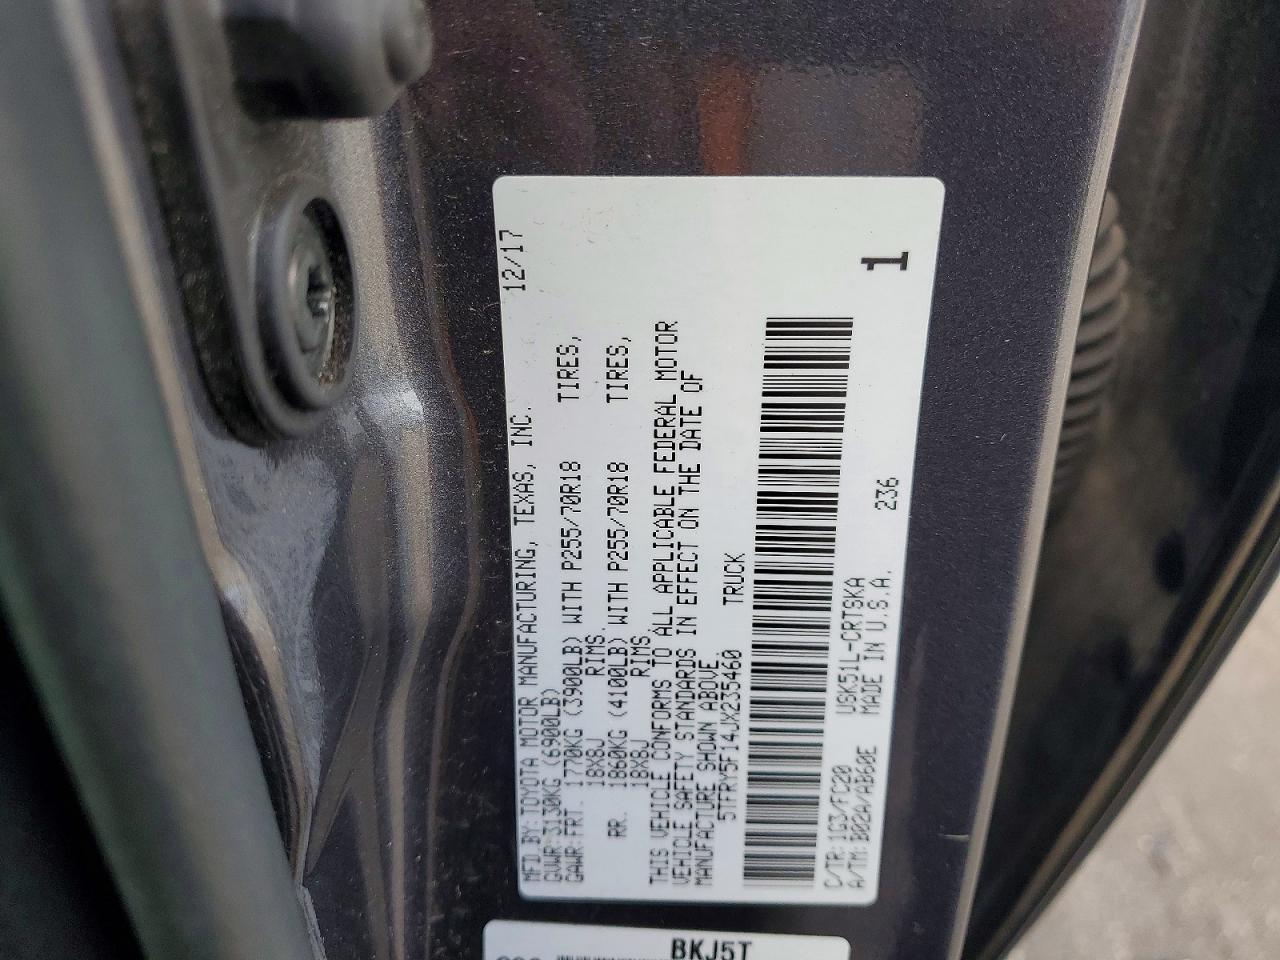 MFD BY: TOYOTA MOTOR MANUFACTURING, TEXAS, INC. 12/17
GVWR: 3130KG (6900LB)
GAWR: FRT. 1770KG (3900LB) WITH P255/70R18 TIRES,
18X8J RIMS.
RR. 1860KG (4100LB) WITH P255/70R18 TIRES,
18X8J RIMS.
THIS VEHICLE CONFORMS TO ALL APPLICABLE FEDERAL MOTOR
VEHICLE SAFETY STANDARDS IN EFFECT ON THE DATE OF
MANUFACTURE SHOWN ABOVE.
5TFRY5F14JX235460 TRUCK
C/TR: 1G3/FC20 USK51L-CRTSKA 236
A/TM: B02A/AB60E MADE IN U.S.A.
1
BKJ5T